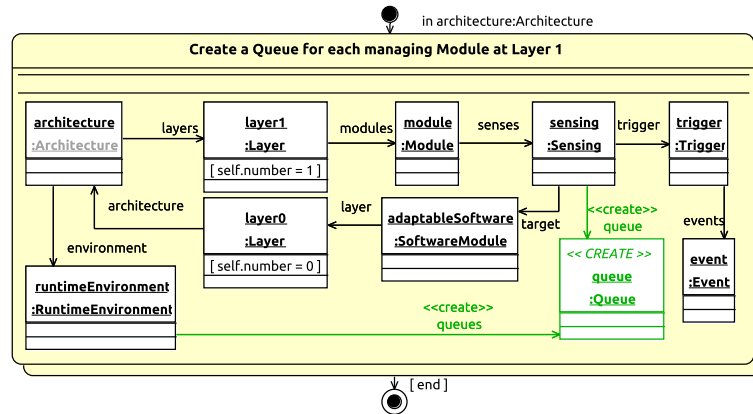 in architecture:Architecture
Create a Queue for each managing Module at Layer 1
architecture
:Architecture
layers
layer1
:Layer
[ self.number = 1 ]
modules
module
:Module
senses
sensing
:Sensing
trigger
trigger
:Trigger
architecture
layer0
:Layer
[ self.number = 0 ]
layer
adaptableSoftware
:SoftwareModule
target
<<create>>
queue
events
environment
runtimeEnvironment
:RuntimeEnvironment
<<create>>
queues
<< CREATE >>
queue
:Queue
event
:Event
[ end ]